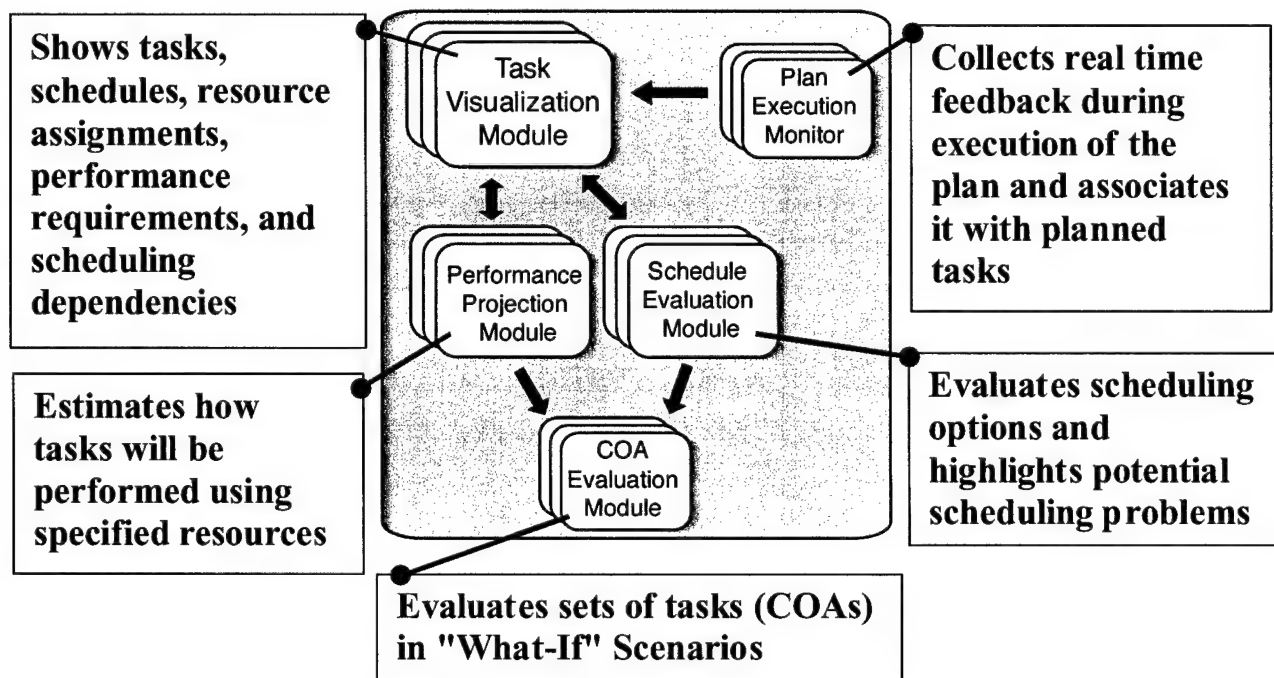 Shows tasks,
schedules, resource
assignments,
performance
requirements, and
scheduling
dependencies
Task
Visualization
Module
Plan
Execution
Monitor
Collects real time
feedback during
execution of the
plan and associates
it with planned
tasks
Performance
Projection
Module
Schedule
Evaluation
Module
Estimates how
tasks will be
performed using
specified resources
COA
Evaluation
Module
Evaluates scheduling
options and
highlights potential
scheduling problems
Evaluates sets of tasks (COAs)
in "What-If" Scenarios